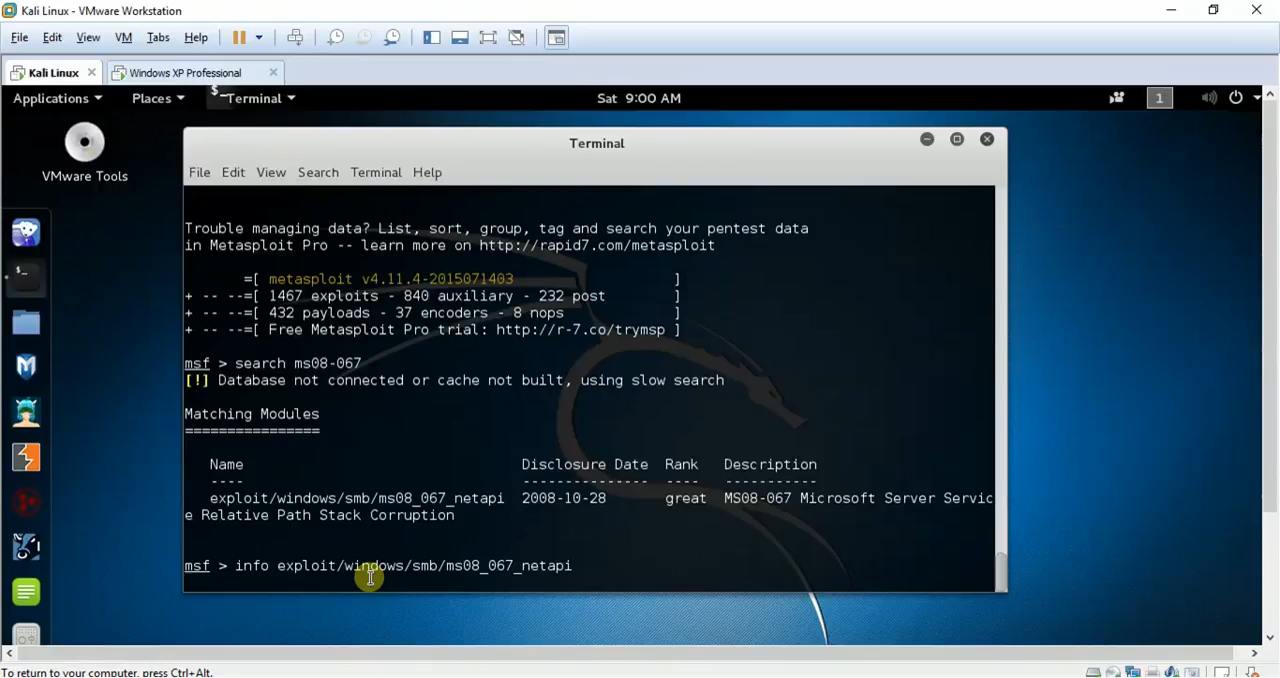 Kali Linux - VMware Workstation
File Edit View VM Tabs Help
Kali Linux Windows XP Professional
Applications Places Terminal Sat 9:00 AM 1
VMware Tools
Terminal
File Edit View Search Terminal Help
Trouble managing data? List, sort, group, tag and search your pentest data
in Metasploit Pro -- learn more on http://rapid7.com/metasploit
=[ metasploit v4.11.4-2015071403 ]
+ -- --=[ 1467 exploits - 840 auxiliary - 232 post ]
+ -- --=[ 432 payloads - 37 encoders - 8 nops ]
+ -- --=[ Free Metasploit Pro trial: http://r-7.co/trymsp ]
msf > search ms08-067
[!] Database not connected or cache not built, using slow search
Matching Modules
================
Name Disclosure Date Rank Description
---- --------------- ---- -----------
exploit/windows/smb/ms08_067_netapi 2008-10-28 great MS08-067 Microsoft Server Servic
e Relative Path Stack Corruption
msf > info exploit/windows/smb/ms08_067_netapi
To return to your computer, press Ctrl+Alt.